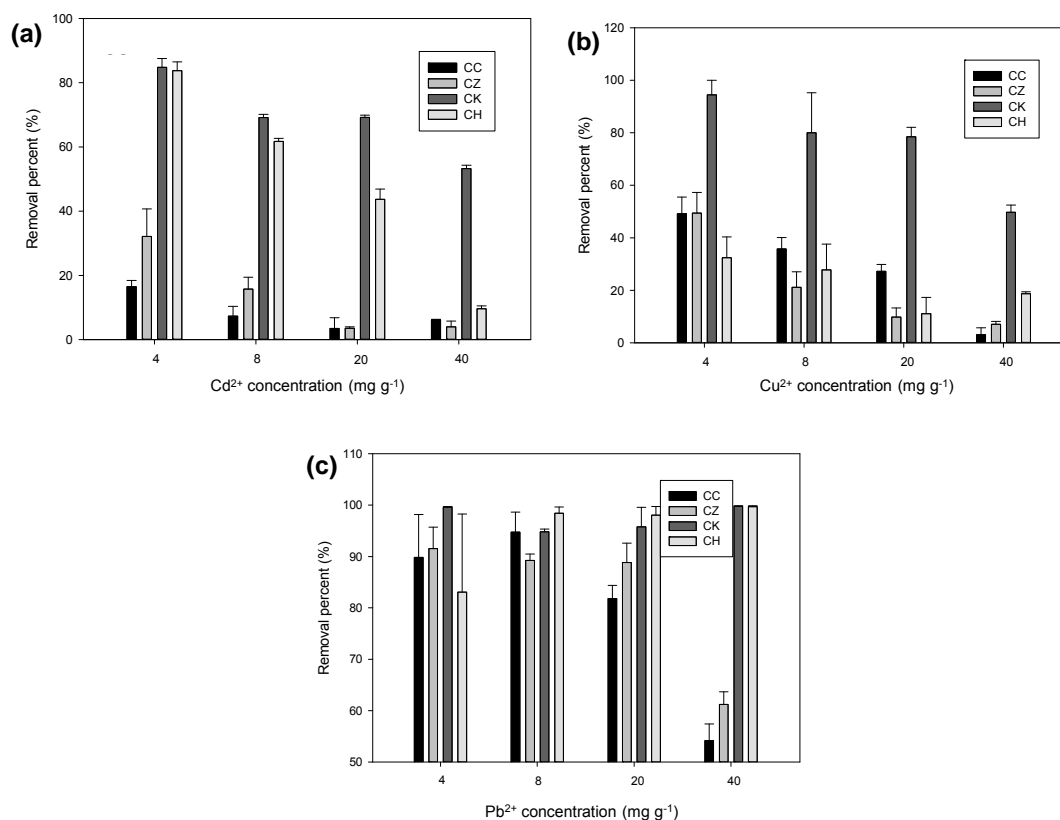 (a)
100
80
60
40
20
0
Removal percent (%)
CC
CZ
CK
CH
4 8 20 40
Cd²⁺ concentration (mg g⁻¹)
(b)
120
100
80
60
40
20
0
Removal percent (%)
CC
CZ
CK
CH
4 8 20 40
Cu²⁺ concentration (mg g⁻¹)
(c)
110
100
90
80
70
60
50
Removal percent (%)
CC
CZ
CK
CH
4 8 20 40
Pb²⁺ concentration (mg g⁻¹)